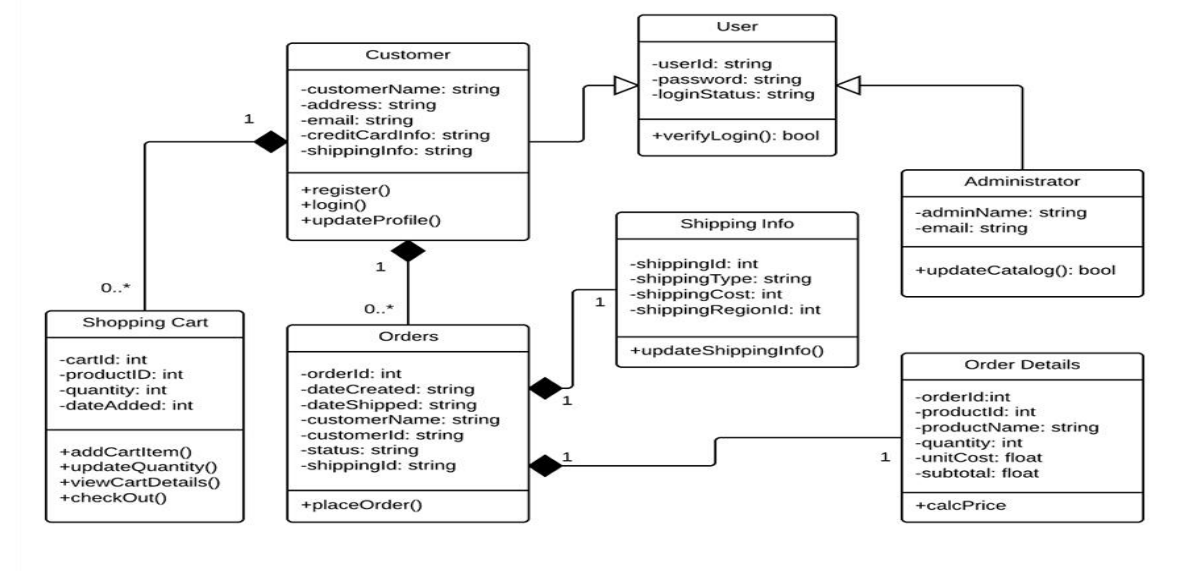 User
-userId: string
-password: string
-loginStatus: string
+verifyLogin(): bool
Customer
-customerName: string
-address: string
-email: string
-creditCardInfo: string
-shippingInfo: string
+register()
+login()
+updateProfile()
1
0..*
1
0..*
Administrator
-adminName: string
-email: string
+updateCatalog(): bool
Shipping Info
-shippingId: int
-shippingType: string
-shippingCost: int
-shippingRegionId: int
+updateShippingInfo()
1
1
Shopping Cart
-cartId: int
-productID: int
-quantity: int
-dateAdded: int
+addCartItem()
+updateQuantity()
+viewCartDetails()
+checkOut()
Orders
-orderId: int
-dateCreated: string
-dateShipped: string
-customerName: string
-customerId: string
-status: string
-shippingId: string
+placeOrder()
1
1
Order Details
-orderId:int
-productId: int
-productName: string
-quantity: int
-unitCost: float
-subtotal: float
+calcPrice